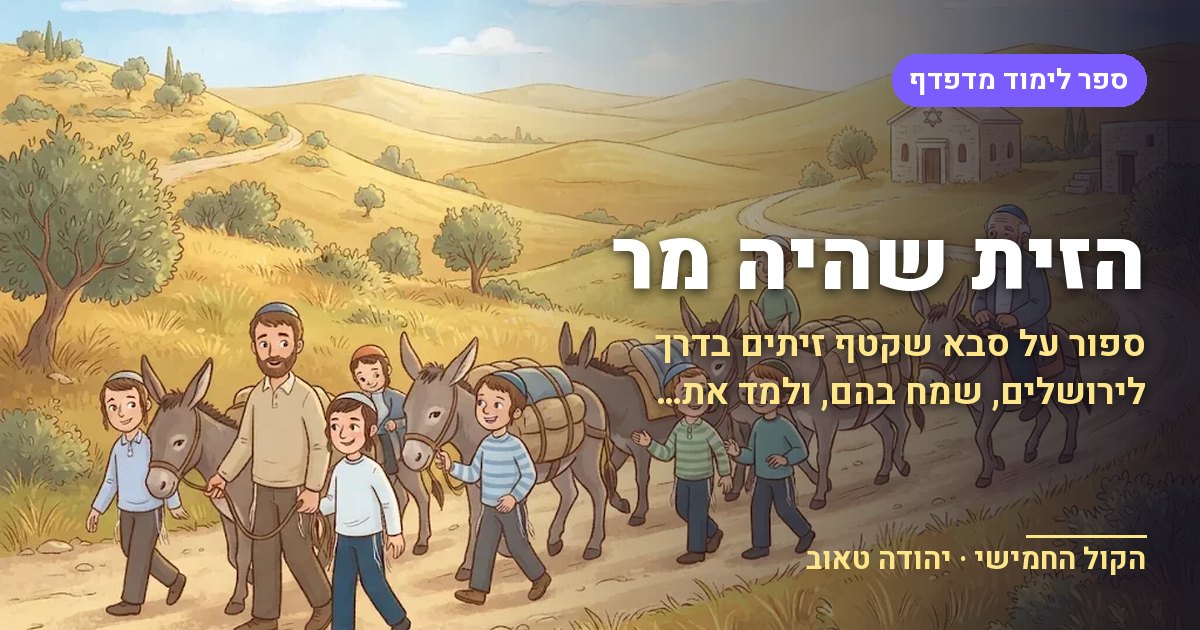 ספר לימוד מדפדף
הזית שהיה מר
ספור על סבא שקטף זיתים בדרך
לירושלים, שמח בהם, ולמד את...
הקול החמישי · יהודה טאוב